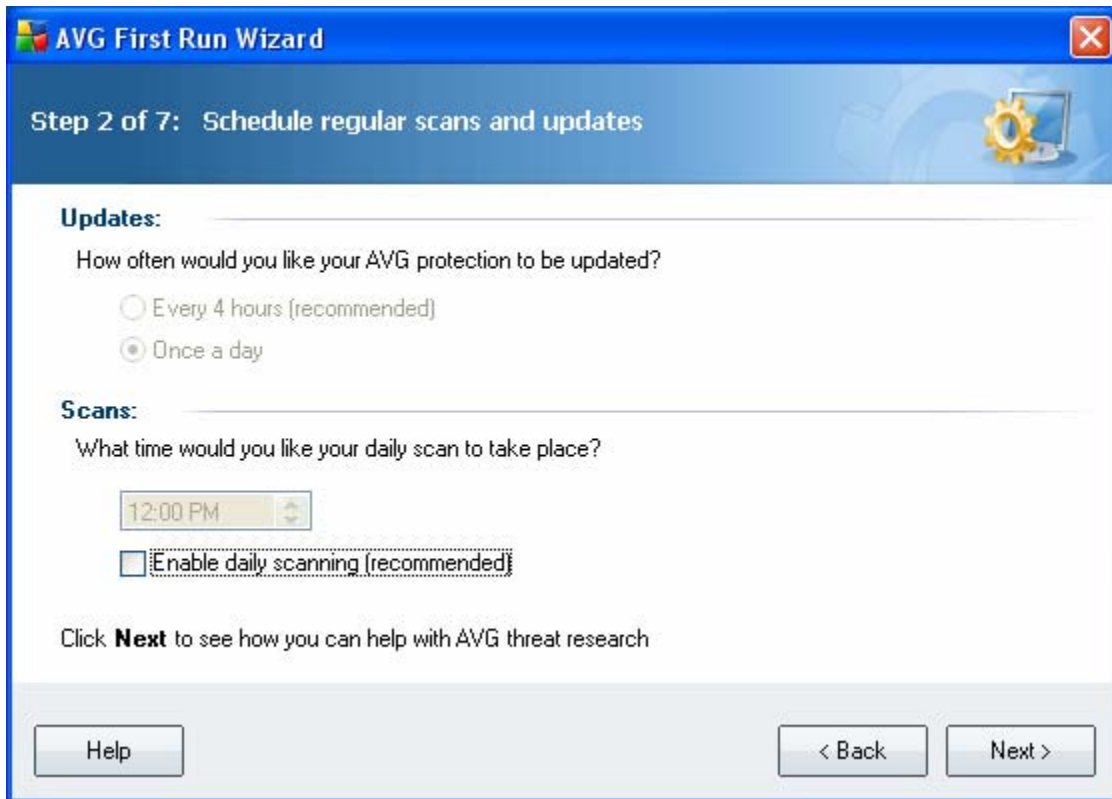 AVG First Run Wizard
Step 2 of 7: Schedule regular scans and updates
Updates:
How often would you like your AVG protection to be updated?
Every 4 hours (recommended)
Once a day
Scans:
What time would you like your daily scan to take place?
12:00 PM
Enable daily scanning (recommended)
Click Next to see how you can help with AVG threat research
Help
< Back
Next >